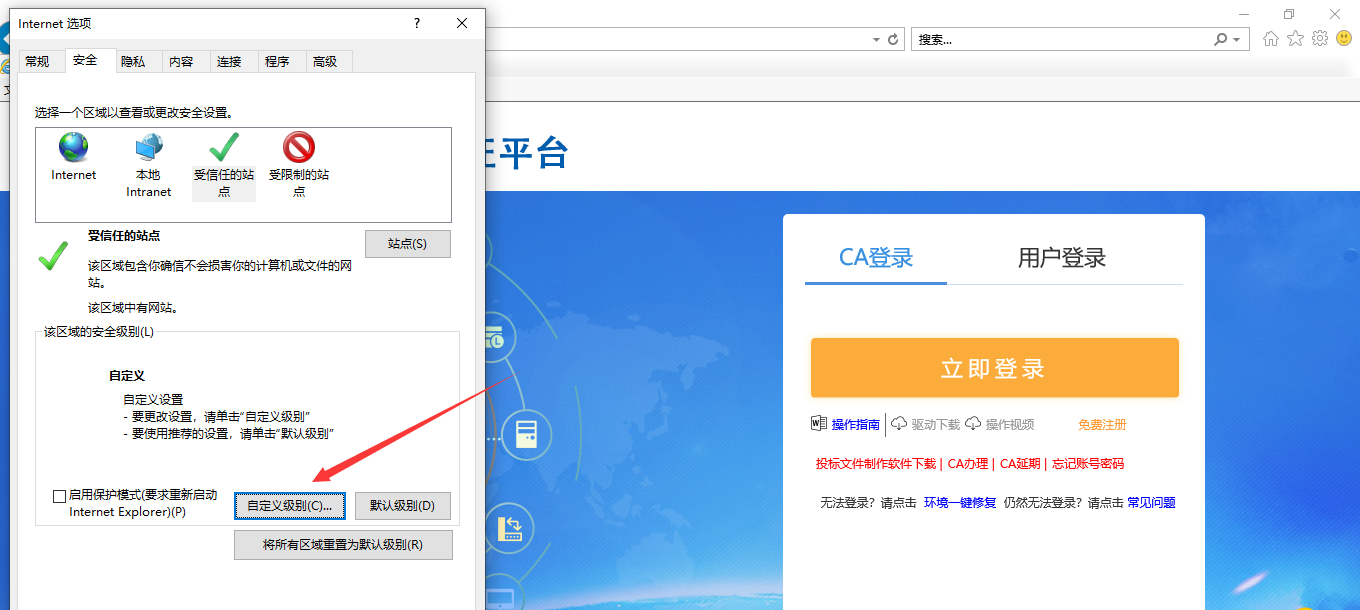 Internet 选项
?
常规
安全
隐私
内容
连接
程序
高级
选择一个区域以查看或更改安全设置。
Internet
本地
Intranet
受信任的站
点
受限制的站
点
受信任的站点
站点(S)
该区域包含你确信不会损害你的计算机或文件的网
站。
该区域中有网站。
该区域的安全级别(L)
自定义
自定义设置
- 要更改设置，请单击“自定义级别”
- 要使用推荐的设置，请单击“默认级别”
启用保护模式(要求重新启动
Internet Explorer)(P)
自定义级别(C)...
默认级别(D)
将所有区域重置为默认级别(R)
搜索...
平台
CA登录
用户登录
立即登录
操作指南
驱动下载
操作视频
免费注册
投标文件制作软件下载 | CA办理 | CA延期 | 忘记账号密码
无法登录？请点击 环境一键修复 仍然无法登录？请点击 常见问题